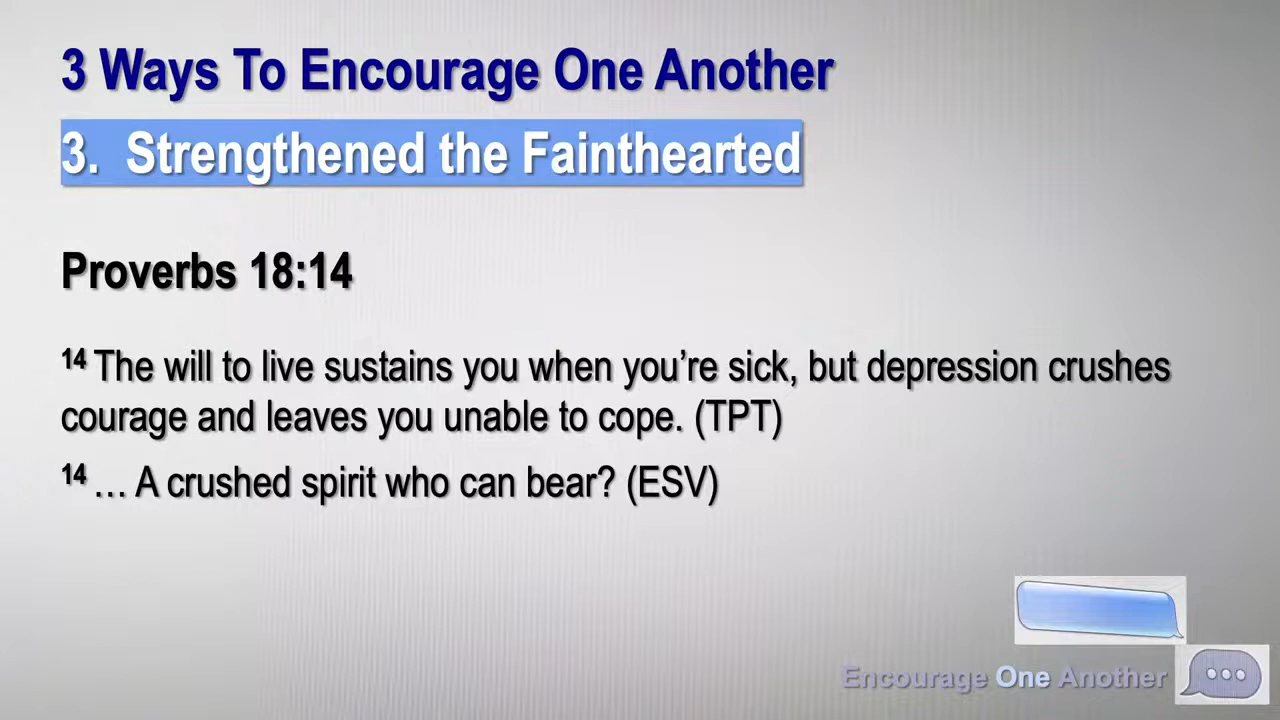 3 Ways To Encourage One Another
3. Strengthened the Fainthearted
Proverbs 18:14
14 The will to live sustains you when you’re sick, but depression crushes
courage and leaves you unable to cope. (TPT)
14 … A crushed spirit who can bear? (ESV)
Encourage One Another